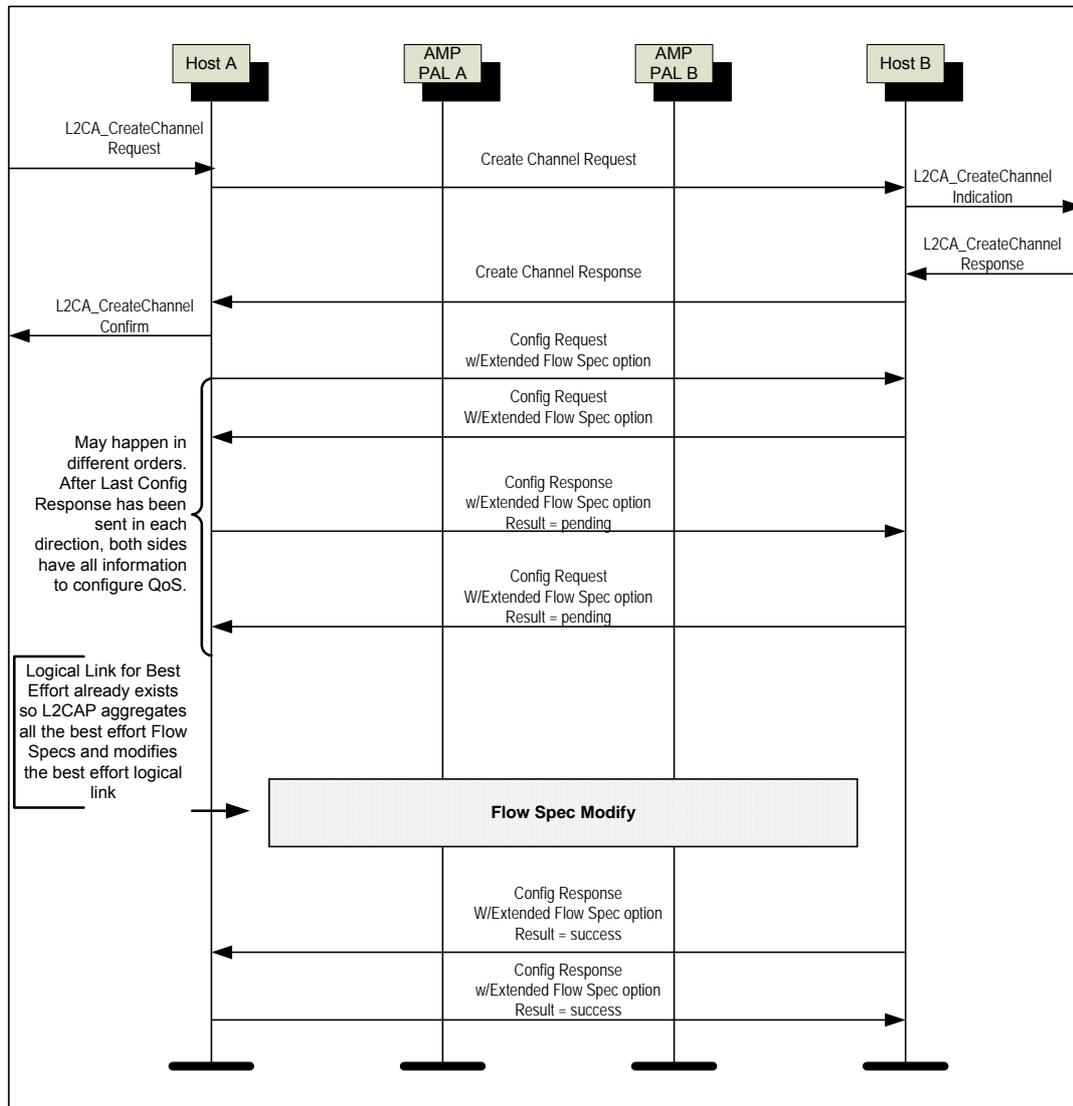 Host A
AMP
PAL A
AMP
PAL B
Host B
L2CA_CreateChannel
Request
Create Channel Request
L2CA_CreateChannel
Indication
L2CA_CreateChannel
Response
Create Channel Response
L2CA_CreateChannel
Confirm
Config Request
w/Extended Flow Spec option
Config Request
W/Extended Flow Spec option
May happen in
different orders.
After Last Config
Response has been
sent in each
direction, both sides
have all information
to configure QoS.
Config Response
w/Extended Flow Spec option
Result = pending
Config Request
W/Extended Flow Spec option
Result = pending
Logical Link for Best
Effort already exists
so L2CAP aggregates
all the best effort Flow
Specs and modifies
the best effort logical
link
Flow Spec Modify
Config Response
W/Extended Flow Spec option
Result = success
Config Response
w/Extended Flow Spec option
Result = success